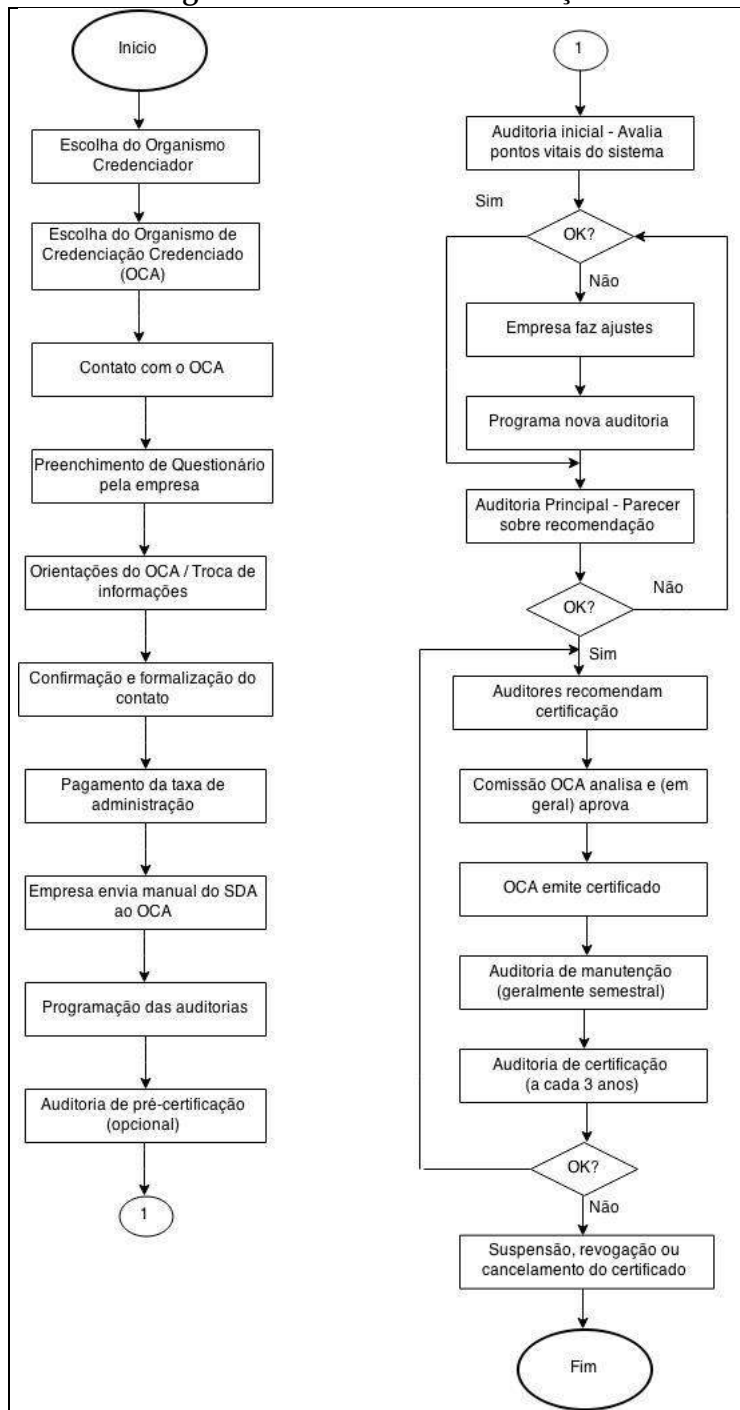 Início
Escolha do Organismo
Credenciador
Escolha do Organismo de
Credenciação Credenciado
(OCA)
Contato com o OCA
Preenchimento de Questionário
pela empresa
Orientações do OCA / Troca de
informações
Confirmação e formalização do
contato
Pagamento da taxa de
administração
Empresa envia manual do SDA
ao OCA
Programação das auditorias
Auditoria de pré-certificação
(opcional)
1
1
Auditoria inicial - Avalia
pontos vitais do sistema
Sim
OK?
Não
Empresa faz ajustes
Programa nova auditoria
Auditoria Principal - Parecer
sobre recomendação
Não
OK?
Sim
Auditores recomendam
certificação
Comissão OCA analisa e (em
geral) aprova
OCA emite certificado
Auditoria de manutenção
(geralmente semestral)
Auditoria de certificação
(a cada 3 anos)
OK?
Não
Suspensão, revogação ou
cancelamento do certificado
Fim